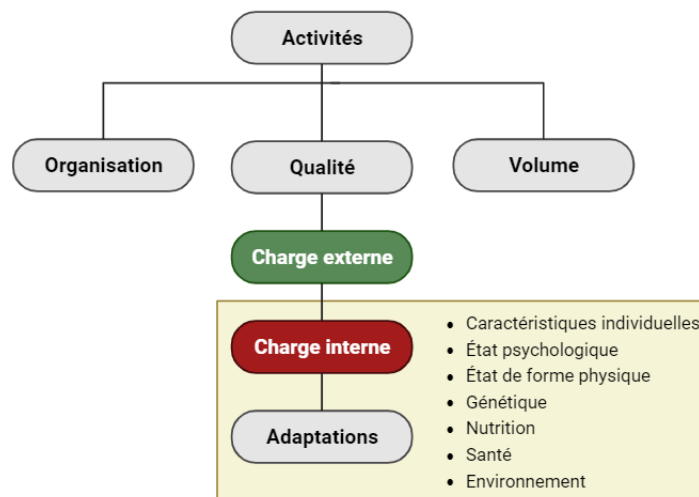 Activités
Organisation
Qualité
Volume
Charge externe
Charge interne
Adaptations
Caractéristiques individuelles
État psychologique
État de forme physique
Génétique
Nutrition
Santé
Environnement